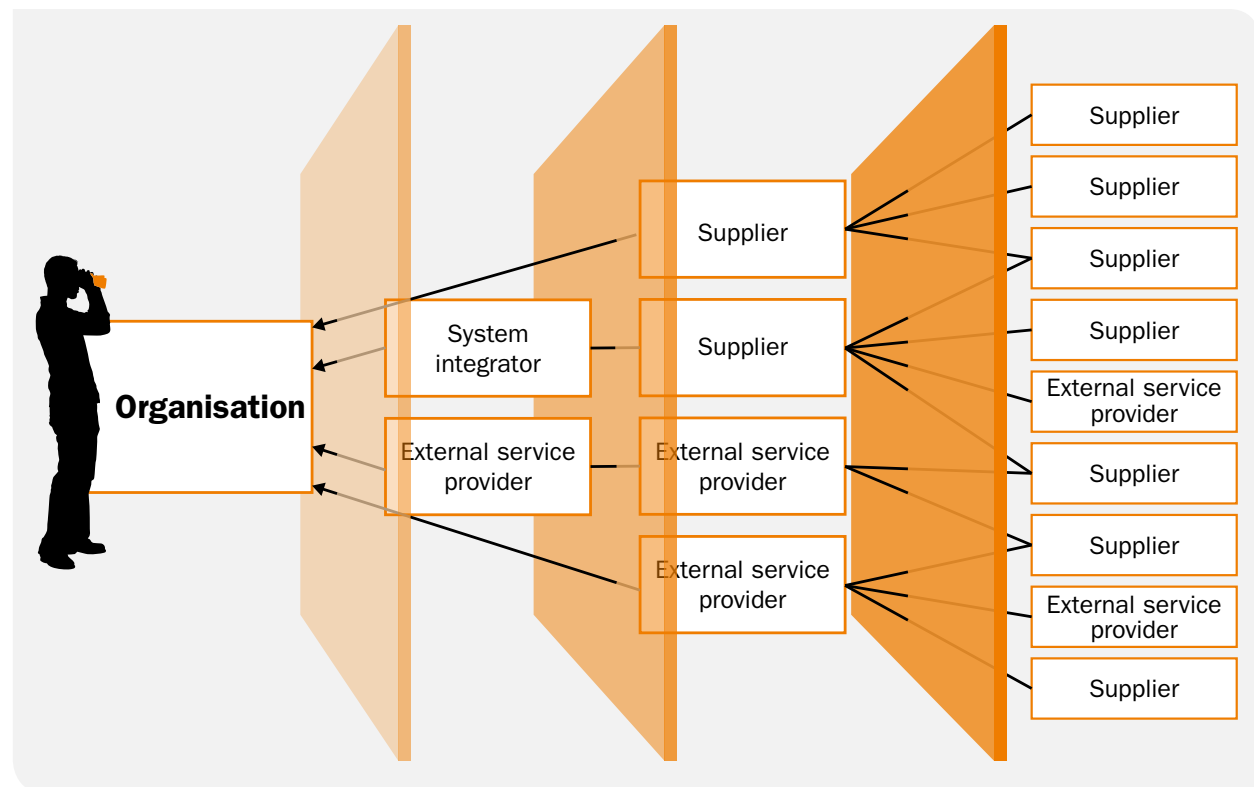 Organisation
System
integrator
External service
provider
Supplier
Supplier
External service
provider
External service
provider
Supplier
Supplier
Supplier
Supplier
External service
provider
Supplier
Supplier
External service
provider
Supplier